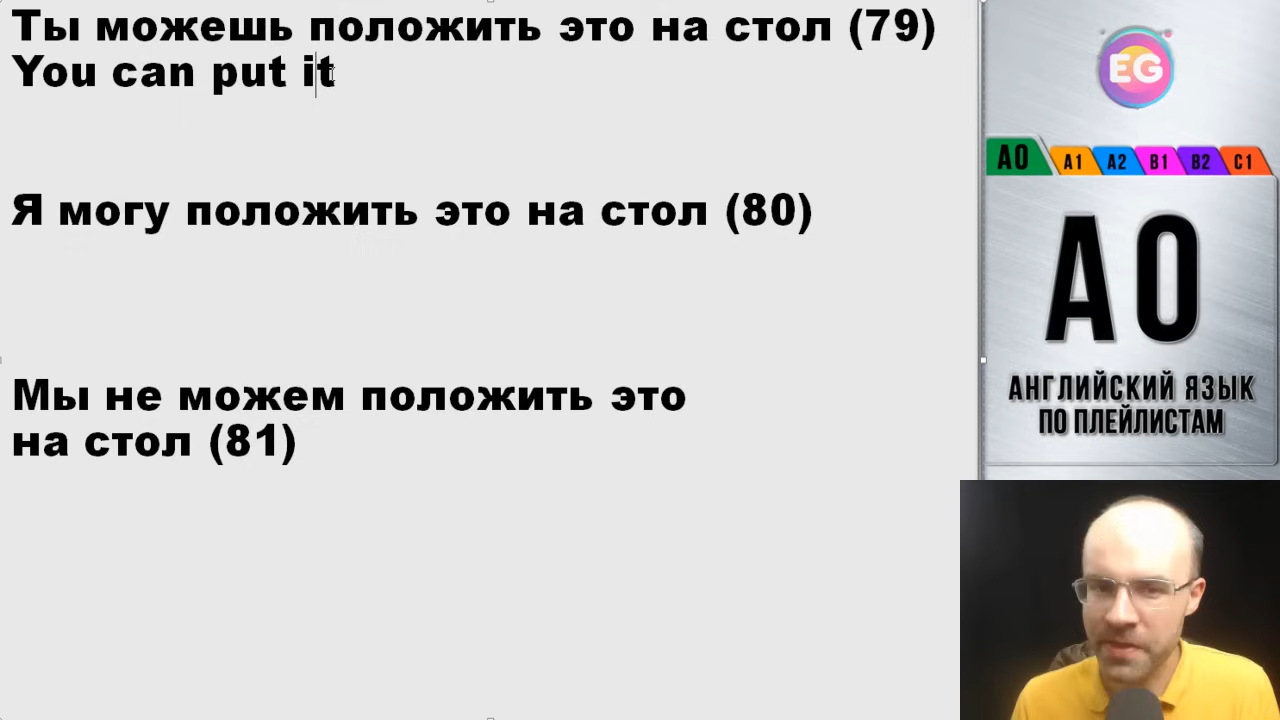 Ты можешь положить это на стол (79)
You can put it
Я могу положить это на стол (80)
Мы не можем положить это
на стол (81)
EG
A0 A1 A2 B1 B2 C1
A0
АНГЛИЙСКИЙ ЯЗЫК
ПО ПЛЕЙЛИСТАМ